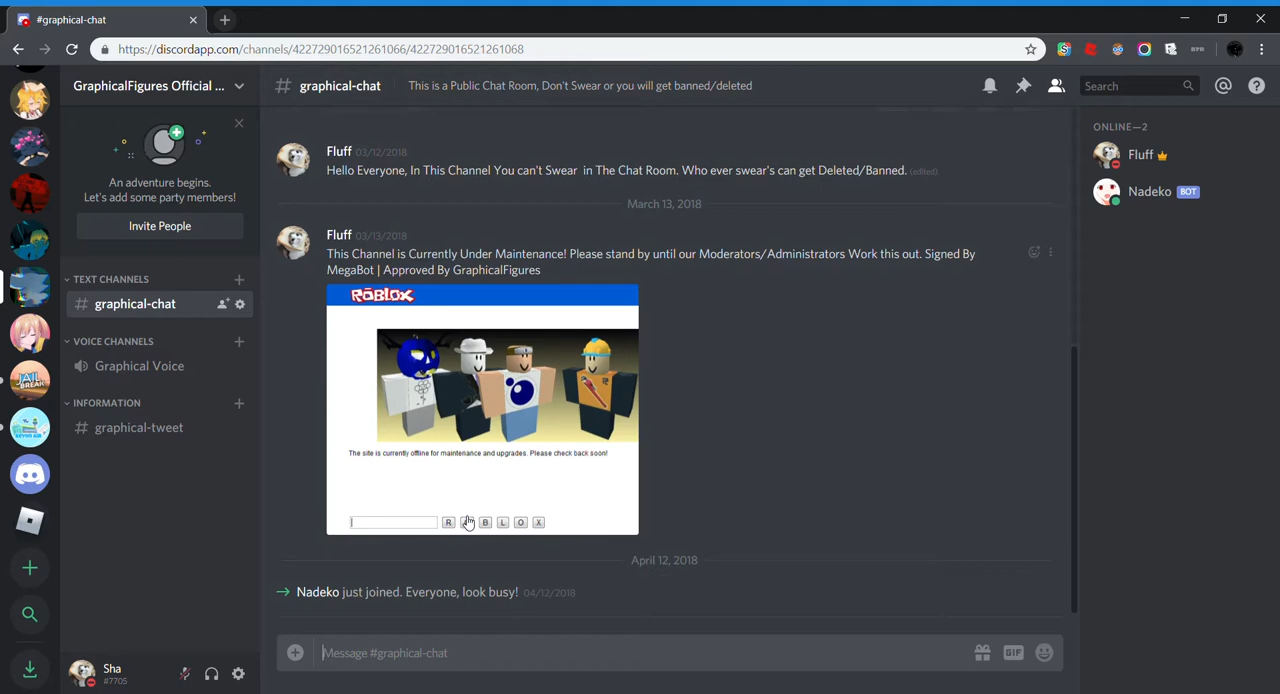 #graphical-chat
https://discordapp.com/channels/422729016521261066/422729016521261068
GraphicalFigures Official ...
An adventure begins.
Let's add some party members!
Invite People
TEXT CHANNELS
# graphical-chat
VOICE CHANNELS
Graphical Voice
INFORMATION
# graphical-tweet
Sha
#7705
# graphical-chat
This is a Public Chat Room, Don't Swear or you will get banned/deleted
Search
Fluff 03/12/2018
Hello Everyone, In This Channel You can't Swear in The Chat Room. Who ever swear's can get Deleted/Banned. (edited)
March 13, 2018
Fluff 03/13/2018
This Channel is Currently Under Maintenance! Please stand by until our Moderators/Administrators Work this out. Signed By
MegaBot | Approved By GraphicalFigures
ROBLOX
The site is currently offline for maintenance and upgrades. Please check back soon!
R B L O X
April 12, 2018
Nadeko just joined. Everyone, look busy! 04/12/2018
Message #graphical-chat
GIF
ONLINE—2
Fluff
Nadeko BOT